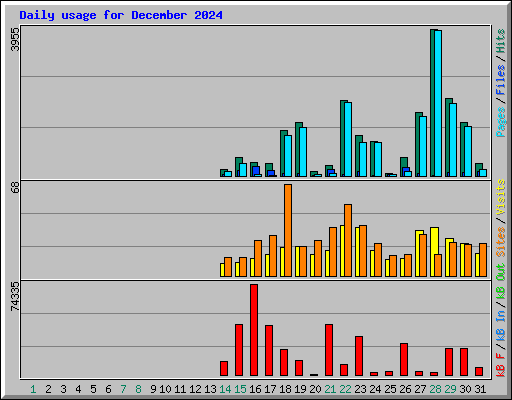 Daily usage for December 2024
3955
Pages / Files / Hits
68
Sites / Visits
74335
kB F / kB In / kB Out
1 2 3 4 5 6 7 8 9 10 11 12 13 14 15 16 17 18 19 20 21 22 23 24 25 26 27 28 29 30 31